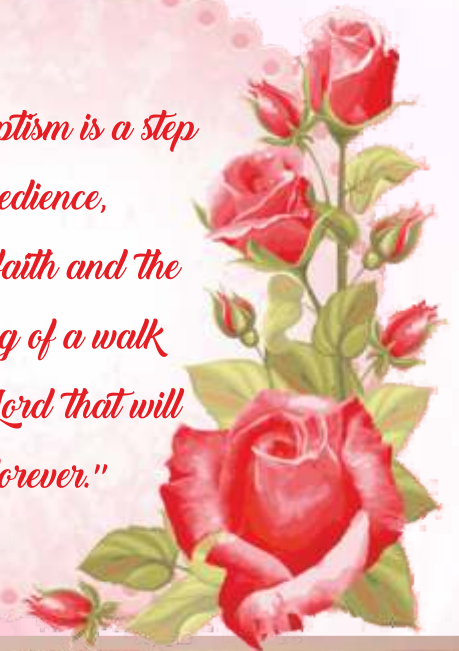 ptism is a step
edience,
faith and the
g of a walk
Lord that will
orever."